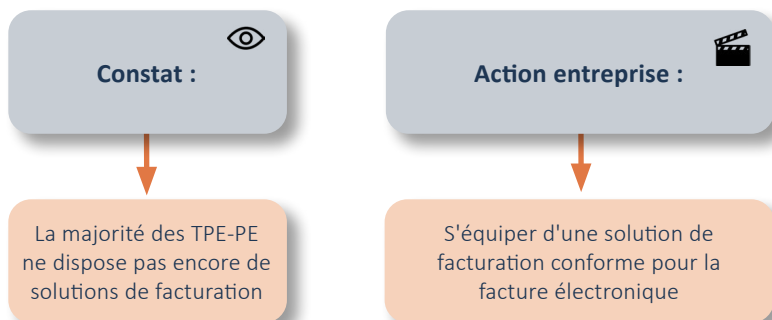 Constat :
La majorité des TPE-PE
ne dispose pas encore de
solutions de facturation
Action entreprise :
S'équiper d'une solution de
facturation conforme pour la
facture électronique